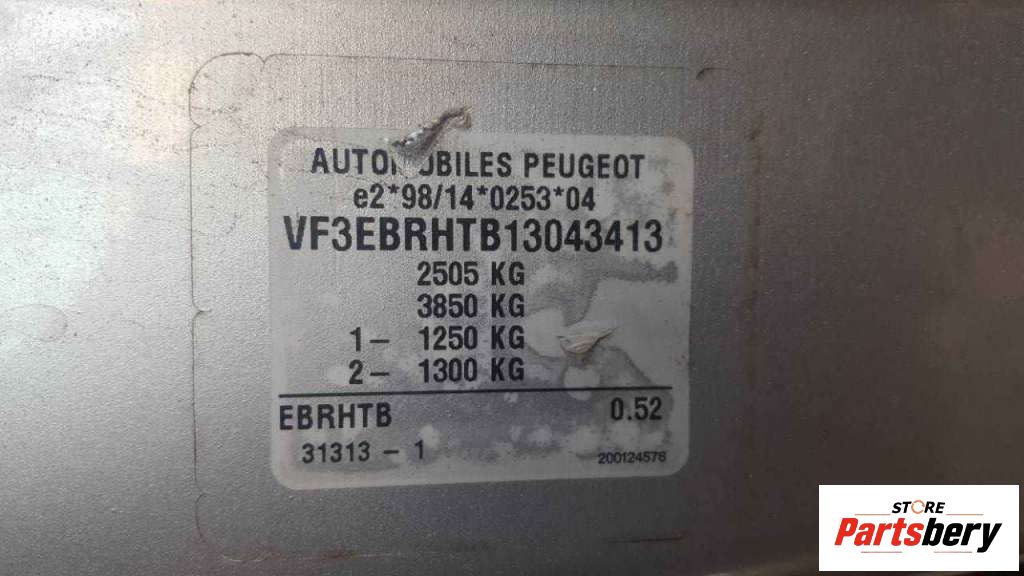 AUTOMOBILES PEUGEOT
e2*98/14*0253*04
VF3EBRHTB13043413
2505 KG
3850 KG
1– 1250 KG
2– 1300 KG
EBRHTB 0.52
31313 – 1 200124576
STORE
Partsbery